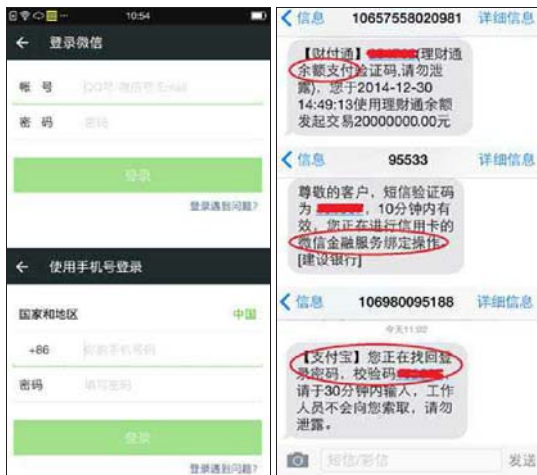 10:54
登录微信
帐 号
QQ号/微信号/Email
密 码
密码
登录
登录遇到问题?
使用手机号登录
国家和地区 中国
+86 你的手机号码
密码 填写密码
登录
登录遇到问题?
信息 10657558020981 详细信息
【财付通】 (理财通
余额支付验证码,请勿泄
露)，您于2014-12-30
14:49:13使用理财通余额
发起交易20000000.00元
信息 95533 详细信息
尊敬的客户，短信验证码
为 ，10分钟内有
效，您正在进行信用卡的
微信金融服务绑定操作。
[建设银行]
信息 106980095188 详细信息
今天11:02
【支付宝】您正在找回登
录密码，校验码 ，
请于30分钟内输入，工作
人员不会向您索取，请勿
泄露。
短信/彩信 发送